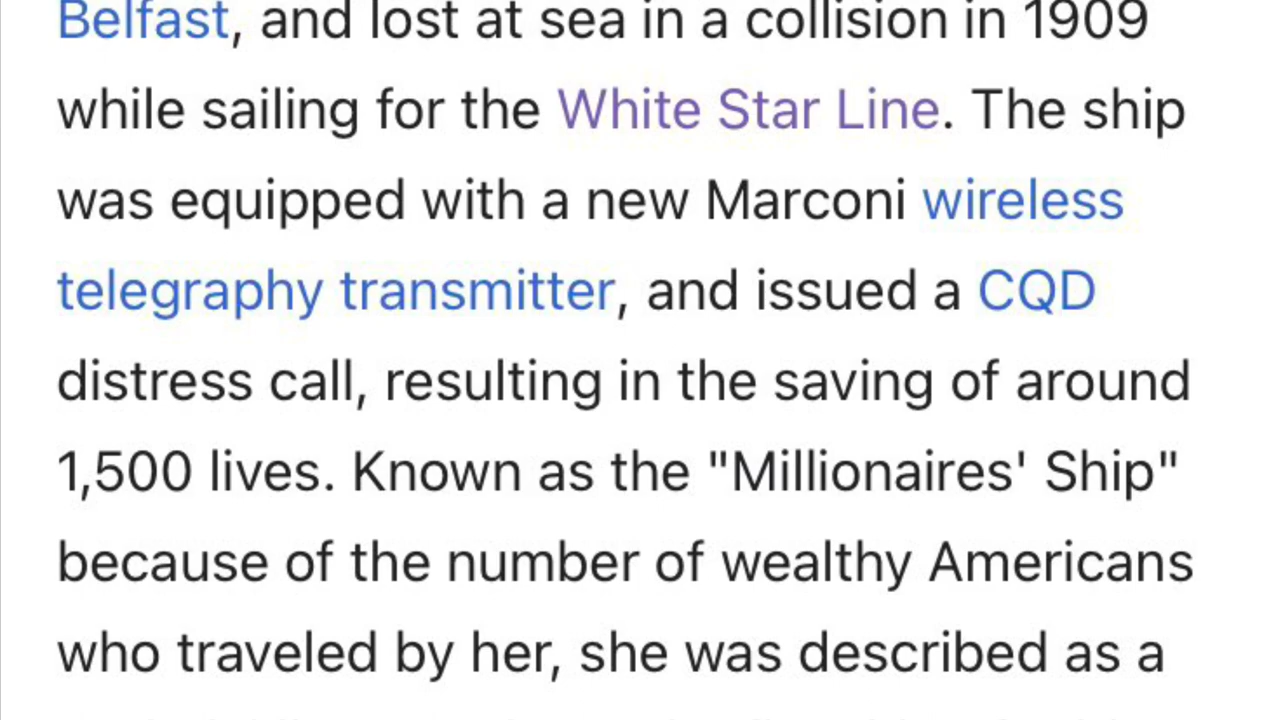 Belfast, and lost at sea in a collision in 1909
while sailing for the White Star Line. The ship
was equipped with a new Marconi wireless
telegraphy transmitter, and issued a CQD
distress call, resulting in the saving of around
1,500 lives. Known as the "Millionaires' Ship"
because of the number of wealthy Americans
who traveled by her, she was described as a